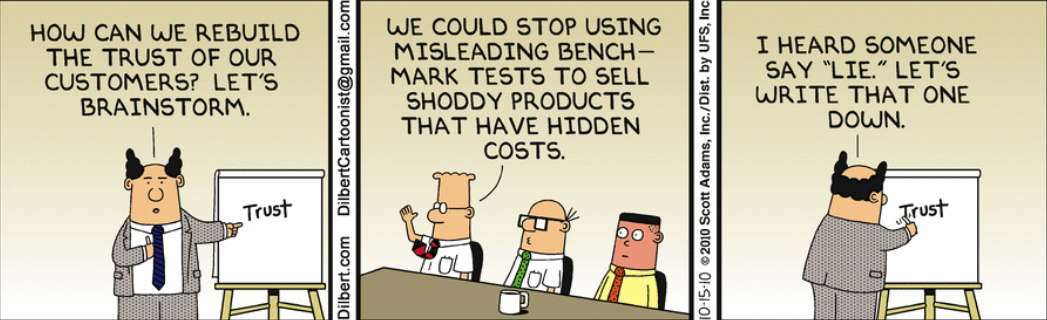 HOW CAN WE REBUILD
THE TRUST OF OUR
CUSTOMERS? LET'S
BRAINSTORM.
Trust
Dilbert.com DilbertCartoonist@gmail.com
WE COULD STOP USING
MISLEADING BENCH-
MARK TESTS TO SELL
SHODDY PRODUCTS
THAT HAVE HIDDEN
COSTS.
10-15-10 ©2010 Scott Adams, Inc./Dist. by UFS, Inc
I HEARD SOMEONE
SAY "LIE." LET'S
WRITE THAT ONE
DOWN.
Trust